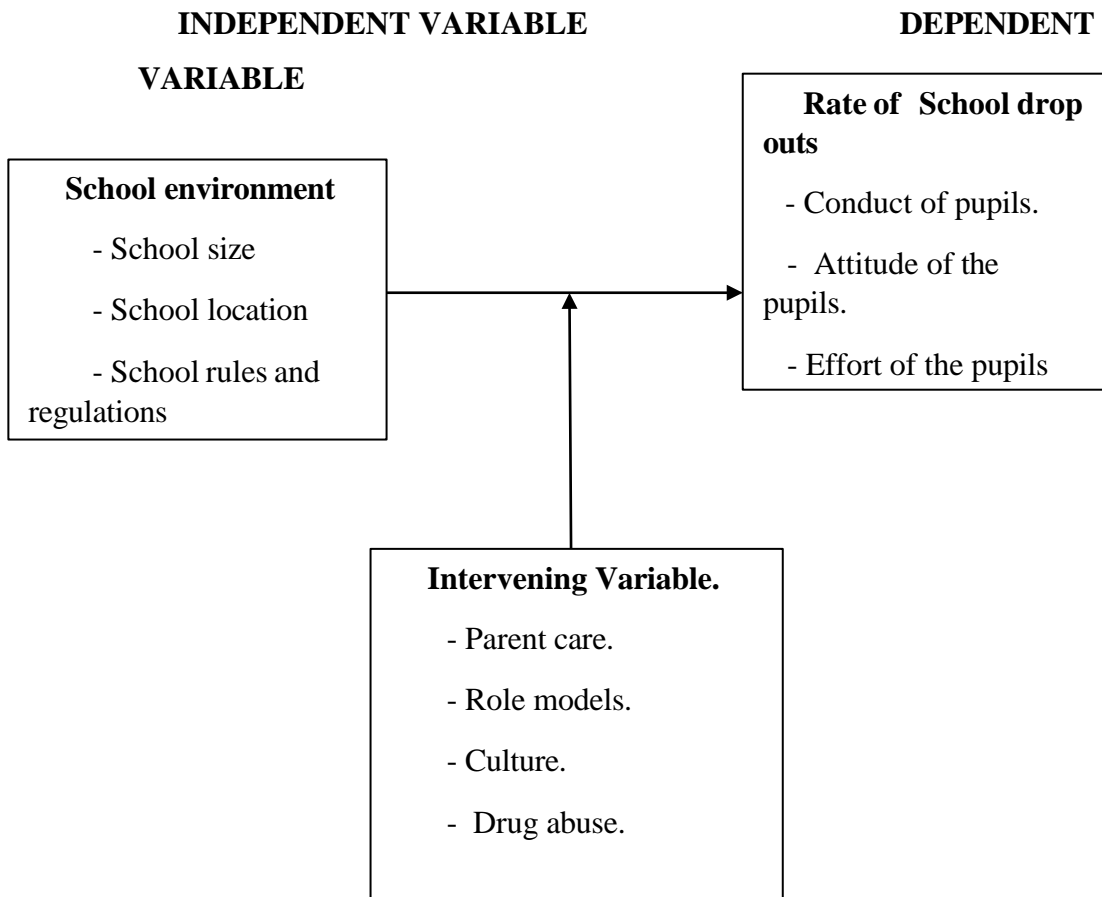 INDEPENDENT VARIABLE DEPENDENT
VARIABLE
School environment
- School size
- School location
- School rules and
regulations
Rate of School drop
outs
- Conduct of pupils.
- Attitude of the
pupils.
- Effort of the pupils
Intervening Variable.
- Parent care.
- Role models.
- Culture.
- Drug abuse.